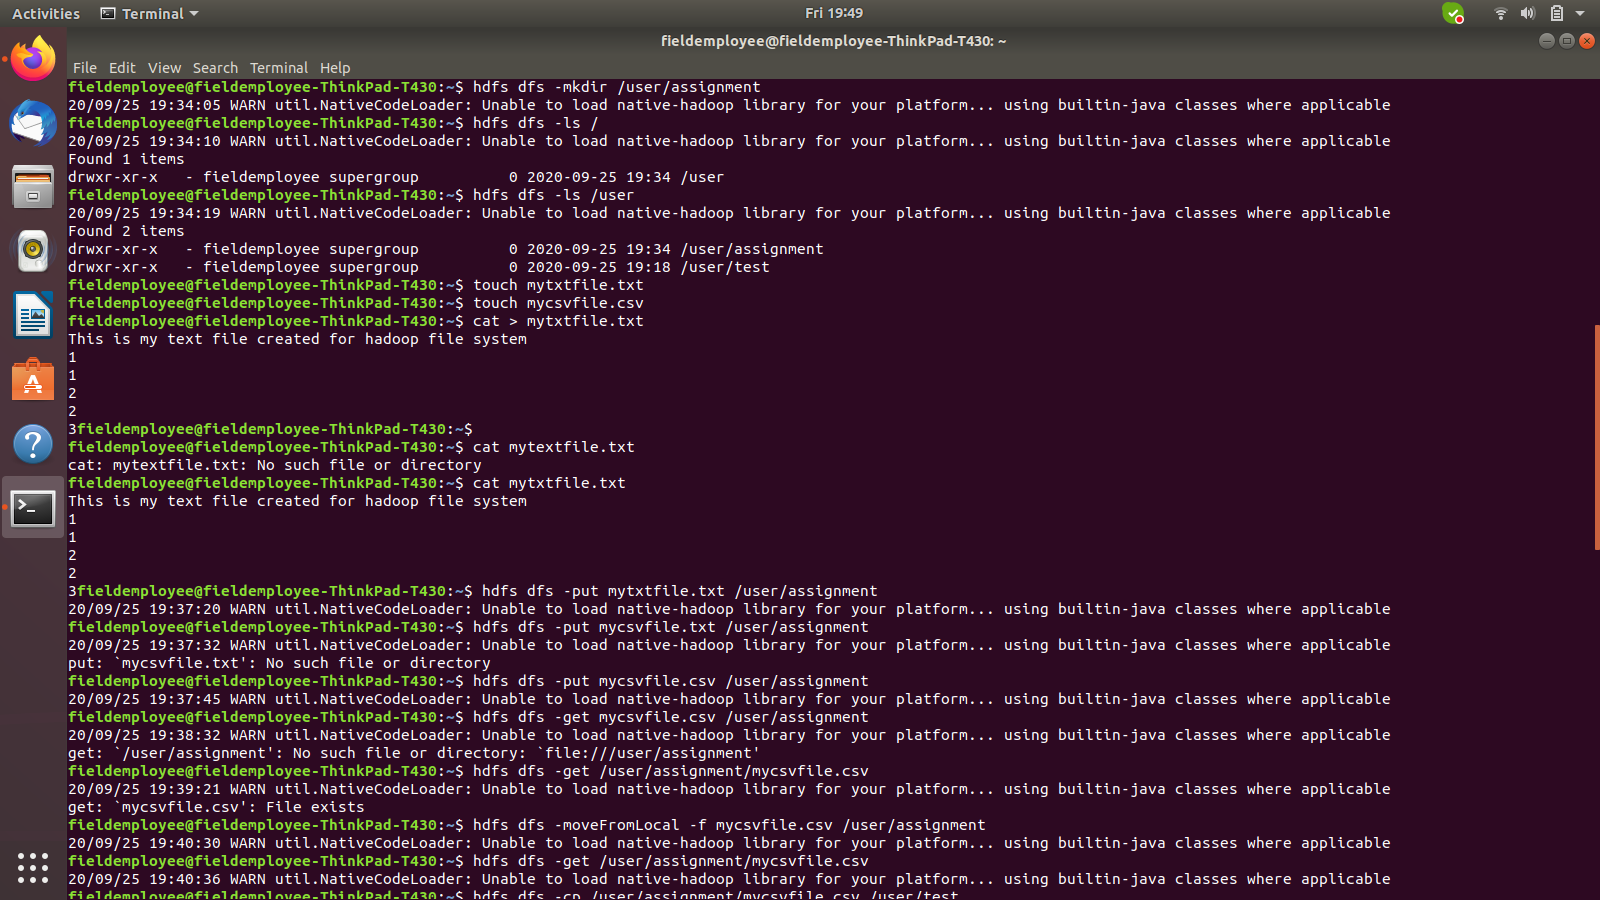 Activities Terminal Fri 19:49
fieldemployee@fieldemployee-ThinkPad-T430: ~
File Edit View Search Terminal Help
fieldemployee@fieldemployee-ThinkPad-T430:~$ hdfs dfs -mkdir /user/assignment
20/09/25 19:34:05 WARN util.NativeCodeLoader: Unable to load native-hadoop library for your platform... using builtin-java classes where applicable
fieldemployee@fieldemployee-ThinkPad-T430:~$ hdfs dfs -ls /
20/09/25 19:34:10 WARN util.NativeCodeLoader: Unable to load native-hadoop library for your platform... using builtin-java classes where applicable
Found 1 items
drwxr-xr-x   - fieldemployee supergroup          0 2020-09-25 19:34 /user
fieldemployee@fieldemployee-ThinkPad-T430:~$ hdfs dfs -ls /user
20/09/25 19:34:19 WARN util.NativeCodeLoader: Unable to load native-hadoop library for your platform... using builtin-java classes where applicable
Found 2 items
drwxr-xr-x   - fieldemployee supergroup          0 2020-09-25 19:34 /user/assignment
drwxr-xr-x   - fieldemployee supergroup          0 2020-09-25 19:18 /user/test
fieldemployee@fieldemployee-ThinkPad-T430:~$ touch mytxtfile.txt
fieldemployee@fieldemployee-ThinkPad-T430:~$ touch mycsvfile.csv
fieldemployee@fieldemployee-ThinkPad-T430:~$ cat > mytxtfile.txt
This is my text file created for hadoop file system
1
1
2
2
3fieldemployee@fieldemployee-ThinkPad-T430:~$
fieldemployee@fieldemployee-ThinkPad-T430:~$ cat mytextfile.txt
cat: mytextfile.txt: No such file or directory
fieldemployee@fieldemployee-ThinkPad-T430:~$ cat mytxtfile.txt
This is my text file created for hadoop file system
1
1
2
2
3fieldemployee@fieldemployee-ThinkPad-T430:~$ hdfs dfs -put mytxtfile.txt /user/assignment
20/09/25 19:37:20 WARN util.NativeCodeLoader: Unable to load native-hadoop library for your platform... using builtin-java classes where applicable
fieldemployee@fieldemployee-ThinkPad-T430:~$ hdfs dfs -put mycsvfile.txt /user/assignment
20/09/25 19:37:32 WARN util.NativeCodeLoader: Unable to load native-hadoop library for your platform... using builtin-java classes where applicable
put: `mycsvfile.txt': No such file or directory
fieldemployee@fieldemployee-ThinkPad-T430:~$ hdfs dfs -put mycsvfile.csv /user/assignment
20/09/25 19:37:45 WARN util.NativeCodeLoader: Unable to load native-hadoop library for your platform... using builtin-java classes where applicable
fieldemployee@fieldemployee-ThinkPad-T430:~$ hdfs dfs -get mycsvfile.csv /user/assignment
20/09/25 19:38:32 WARN util.NativeCodeLoader: Unable to load native-hadoop library for your platform... using builtin-java classes where applicable
get: `/user/assignment': No such file or directory: `file:///user/assignment'
fieldemployee@fieldemployee-ThinkPad-T430:~$ hdfs dfs -get /user/assignment/mycsvfile.csv
20/09/25 19:39:21 WARN util.NativeCodeLoader: Unable to load native-hadoop library for your platform... using builtin-java classes where applicable
get: `mycsvfile.csv': File exists
fieldemployee@fieldemployee-ThinkPad-T430:~$ hdfs dfs -moveFromLocal -f mycsvfile.csv /user/assignment
20/09/25 19:40:30 WARN util.NativeCodeLoader: Unable to load native-hadoop library for your platform... using builtin-java classes where applicable
fieldemployee@fieldemployee-ThinkPad-T430:~$ hdfs dfs -get /user/assignment/mycsvfile.csv
20/09/25 19:40:36 WARN util.NativeCodeLoader: Unable to load native-hadoop library for your platform... using builtin-java classes where applicable
fieldemployee@fieldemployee-ThinkPad-T430:~$ hdfs dfs -cp /user/assignment/mycsvfile.csv /user/test